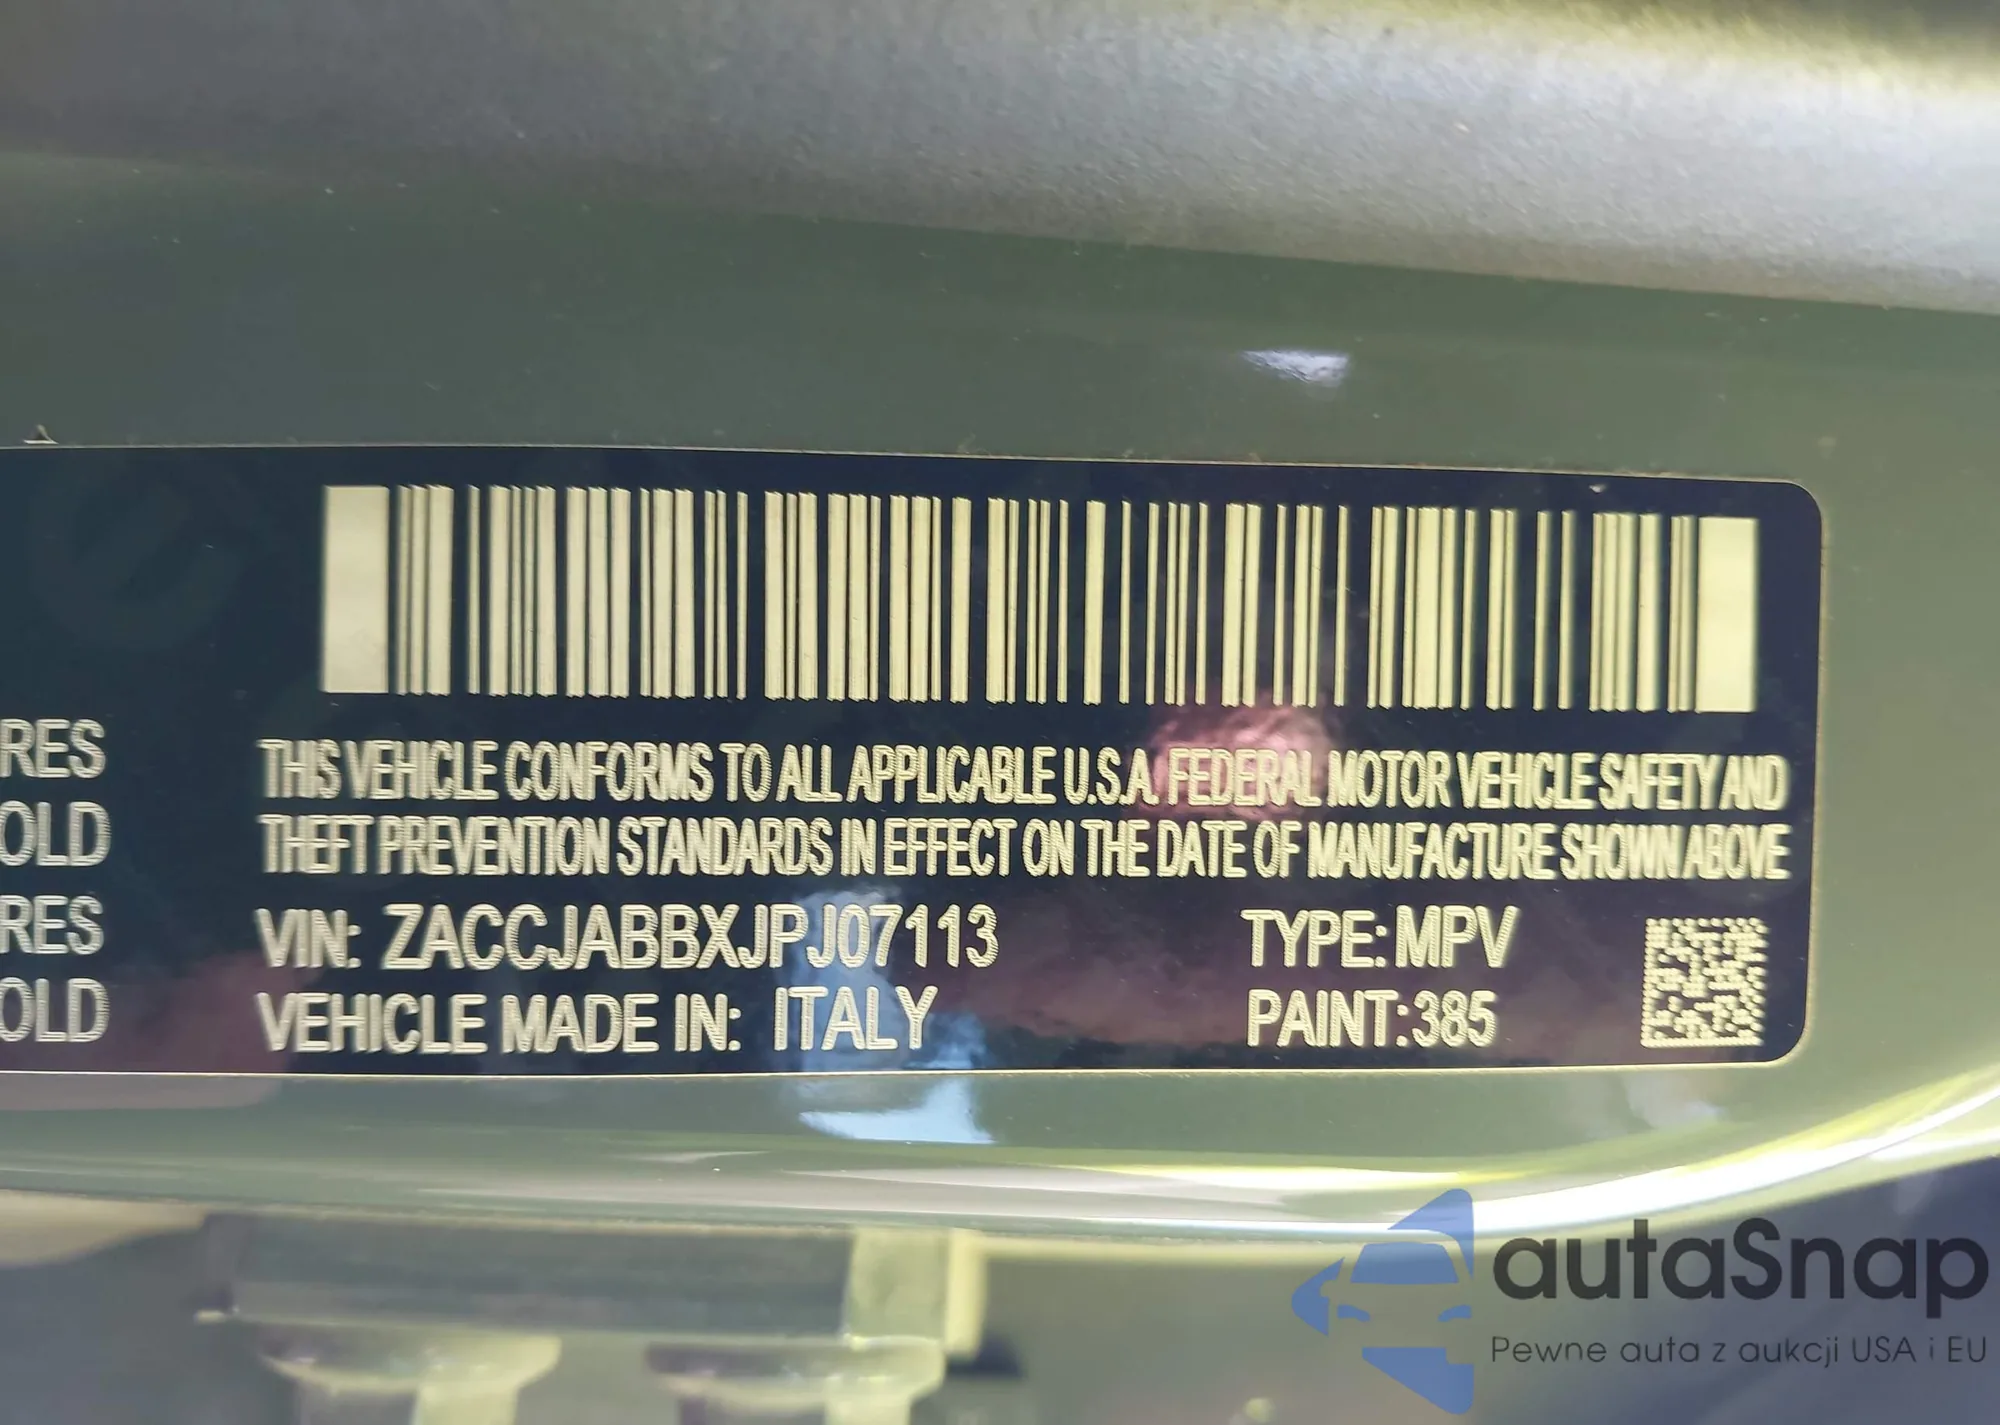 RES
OLD
RES
OLD
THIS VEHICLE CONFORMS TO ALL APPLICABLE U.S.A. FEDERAL MOTOR VEHICLE SAFETY AND
THEFT PREVENTION STANDARDS IN EFFECT ON THE DATE OF MANUFACTURE SHOWN ABOVE
VIN: ZACCJABBXJPJ07113 TYPE: MPV
VEHICLE MADE IN: ITALY PAINT:385
autaSnap
Pewne auta z aukcji USA i EU